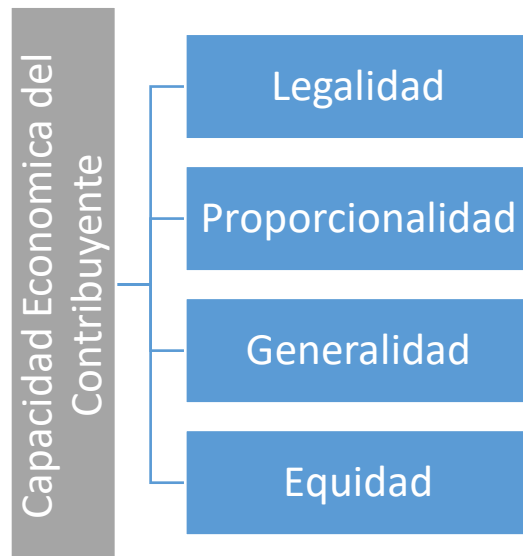 Capacidad Economica del
Contribuyente
Legalidad
Proporcionalidad
Generalidad
Equidad